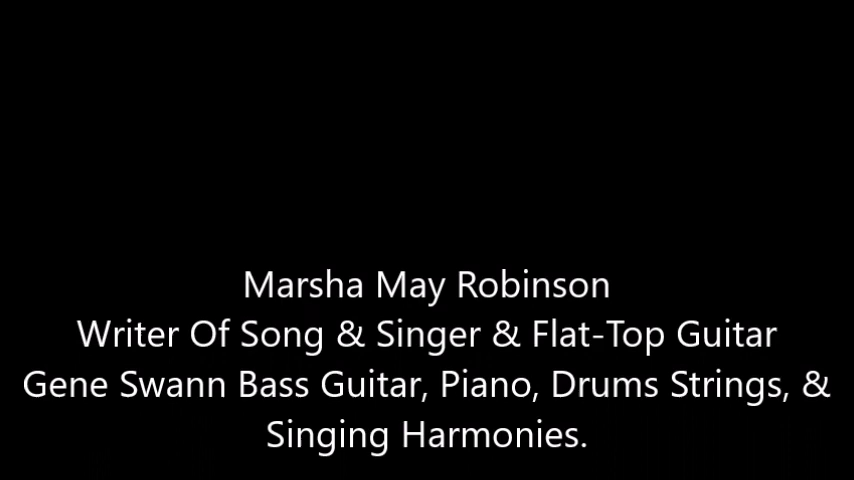 Marsha May Robinson
Writer Of Song & Singer & Flat-Top Guitar
Gene Swann Bass Guitar, Piano, Drums Strings, &
Singing Harmonies.